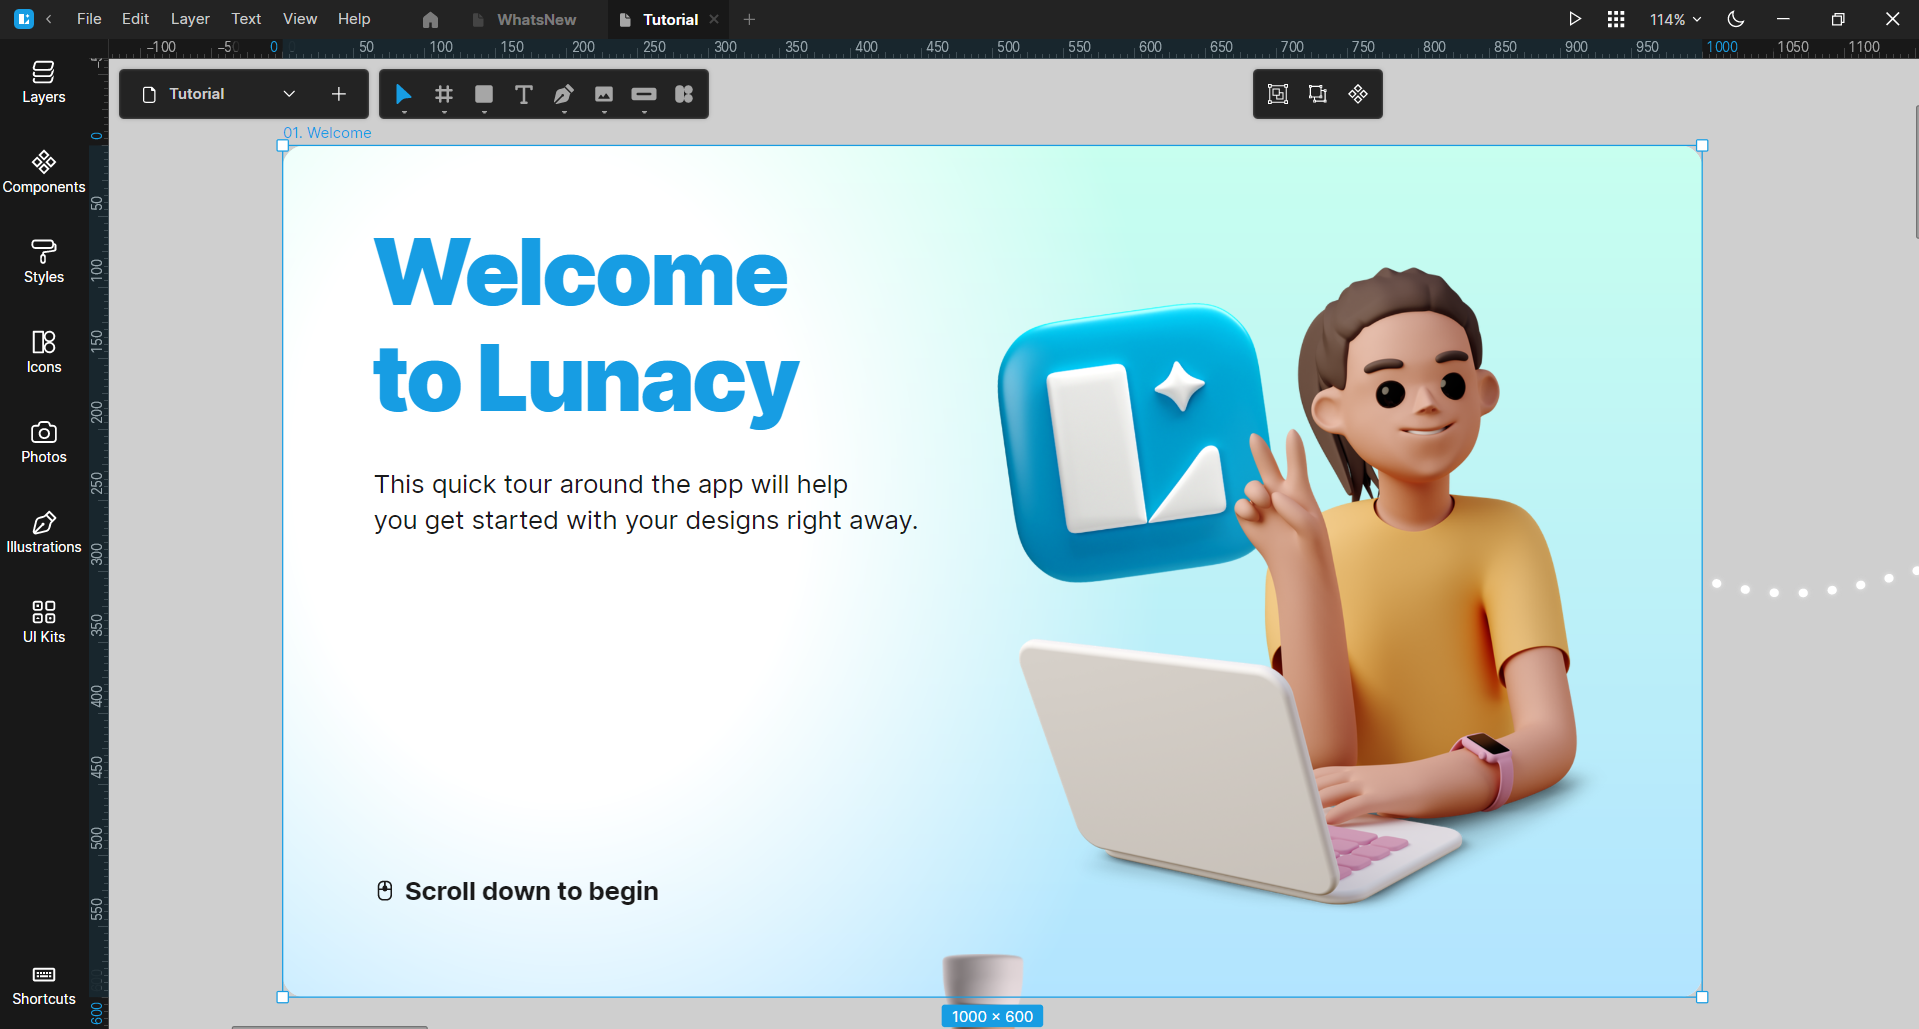 File Edit Layer Text View Help WhatsNew Tutorial 114%
-100 -50 0 50 100 150 200 250 300 350 400 450 500 550 600 650 700 750 800 850 900 950 1000 1050 1100
Layers
Components
Styles
Icons
Photos
Illustrations
UI Kits
Shortcuts
0 50 100 150 200 250 300 350 400 450 500 550 600
Tutorial
01. Welcome
Welcome
to Lunacy
This quick tour around the app will help
you get started with your designs right away.
Scroll down to begin
1000 × 600